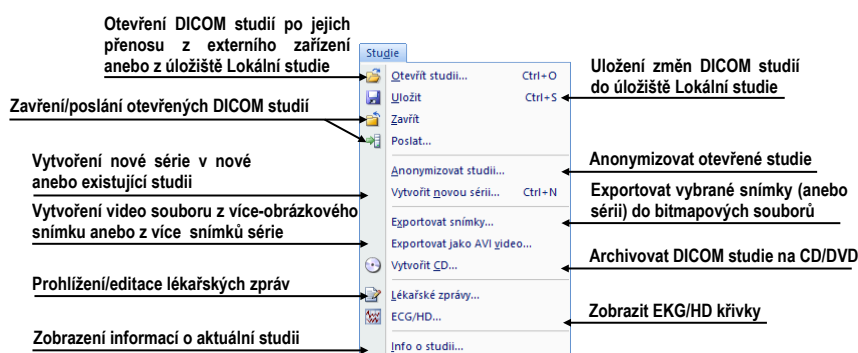 Otevření DICOM studií po jejich
přenosu z externího zařízení
anebo z úložiště Lokální studie
Zavření/poslání otevřených DICOM studií
Vytvoření nové série v nové
anebo existující studii
Vytvoření video souboru z více-obrázkového
snímku anebo z více snímků série
Prohlížení/editace lékařských zpráv
Zobrazení informací o aktuální studii
Studie
Otevřít studii... Ctrl+O
Uložit Ctrl+S
Zavřít
Poslat...
Anonymizovat studii...
Vytvořit novou sérii... Ctrl+N
Exportovat snímky...
Exportovat jako AVI video...
Vytvořit CD...
Lékařské zprávy...
ECG/HD...
Info o studii...
Uložení změn DICOM studií
do úložiště Lokální studie
Anonymizovat otevřené studie
Exportovat vybrané snímky (anebo
sérii) do bitmapových souborů
Archivovat DICOM studie na CD/DVD
Zobrazit EKG/HD křivky